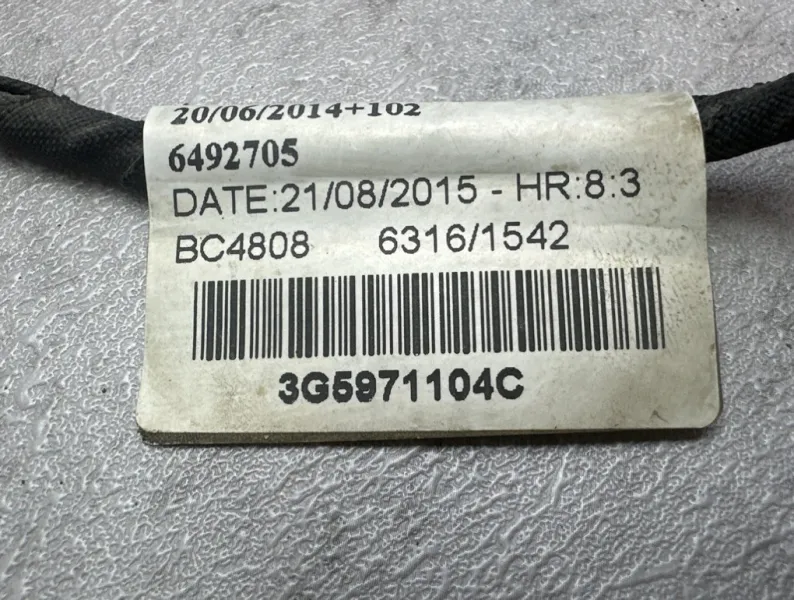 20/06/2014+102
6492705
DATE:21/08/2015 - HR:8:3
BC4808 6316/1542
3G5971104C